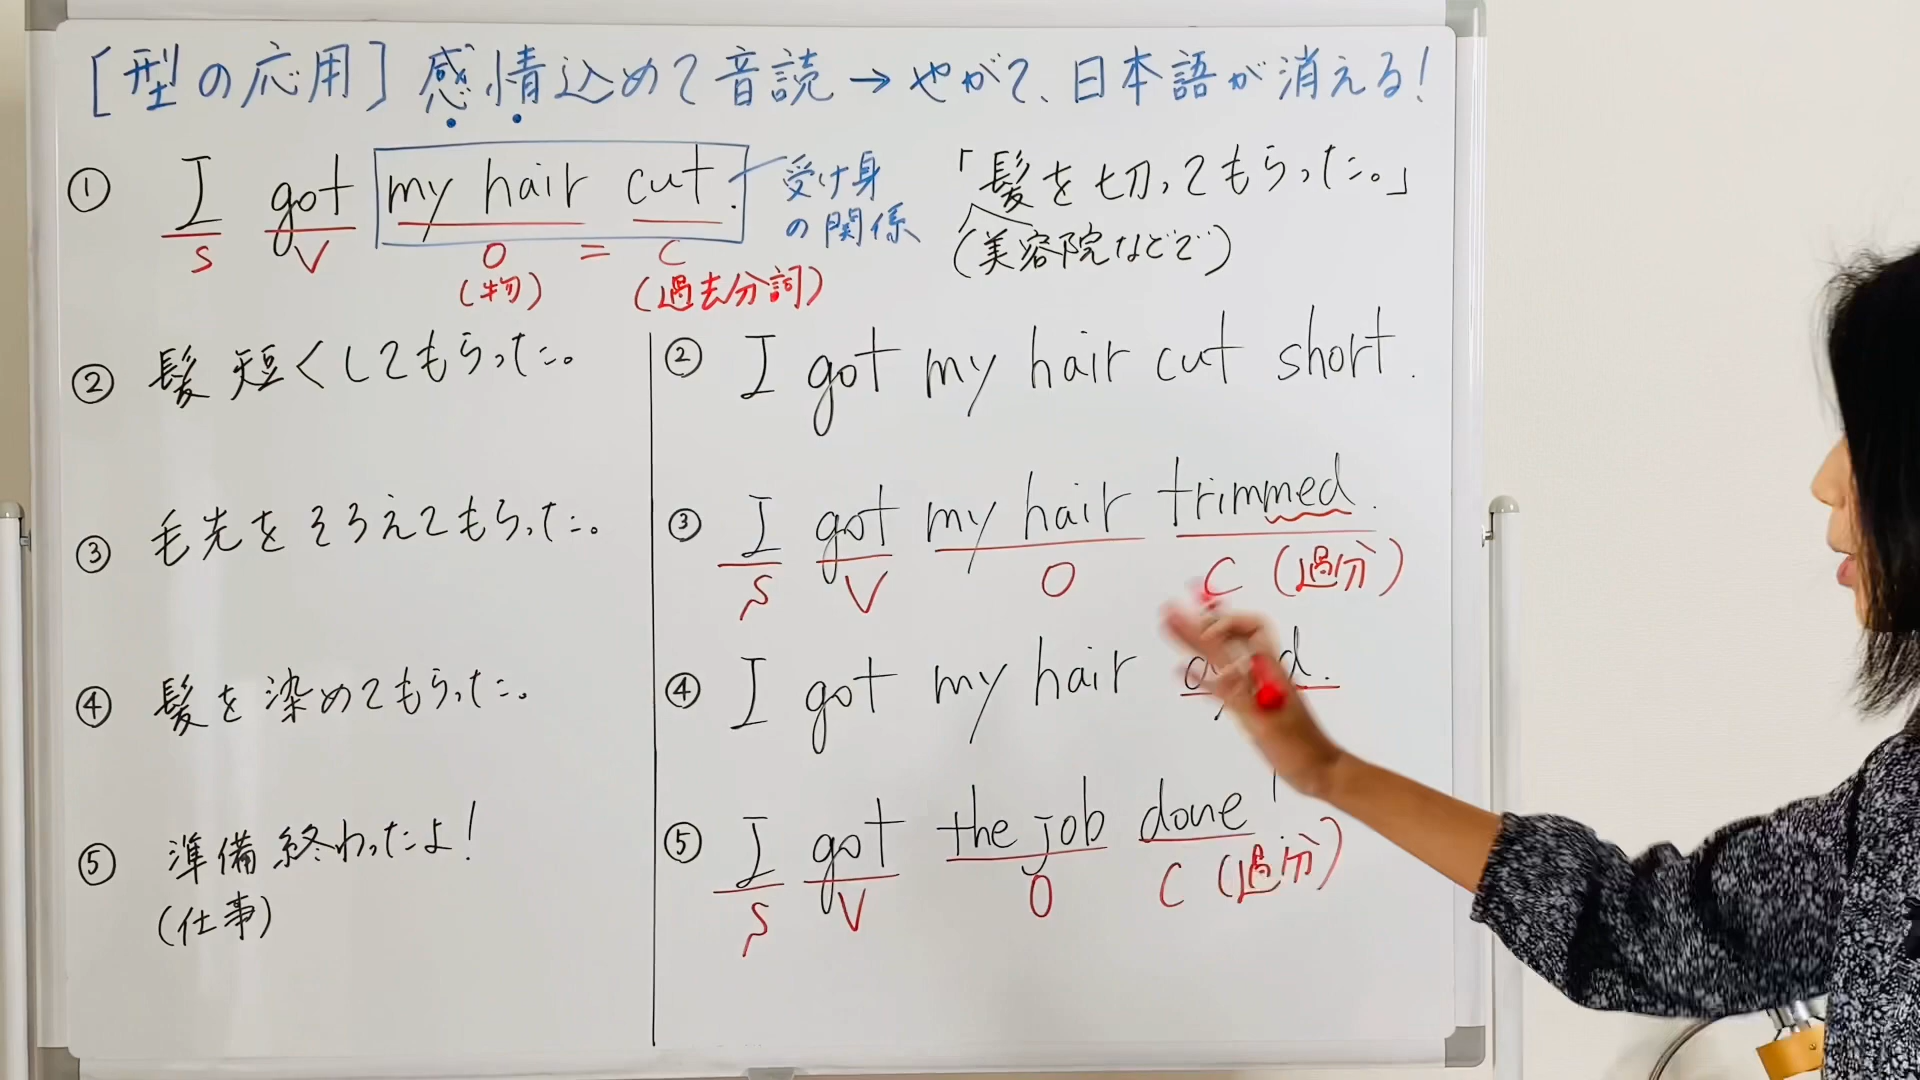 [型の応用] 感情込めて音読→やがて、日本語が消える!
① I got my hair cut. 受け身の関係 「髪を切ってもらった。」
S V O = C (美容院などで)
(物) (過去分詞)
② 髪短くしてもらった。
② I got my hair cut short.
③ 毛先をそろえてもらった。
③ I got my hair trimmed.
S V O C (過分)
④ 髪を染めてもらった。
④ I got my hair
⑤ 準備終わったよ!
(仕事)
⑤ I got the job done!
S V O C (過分)